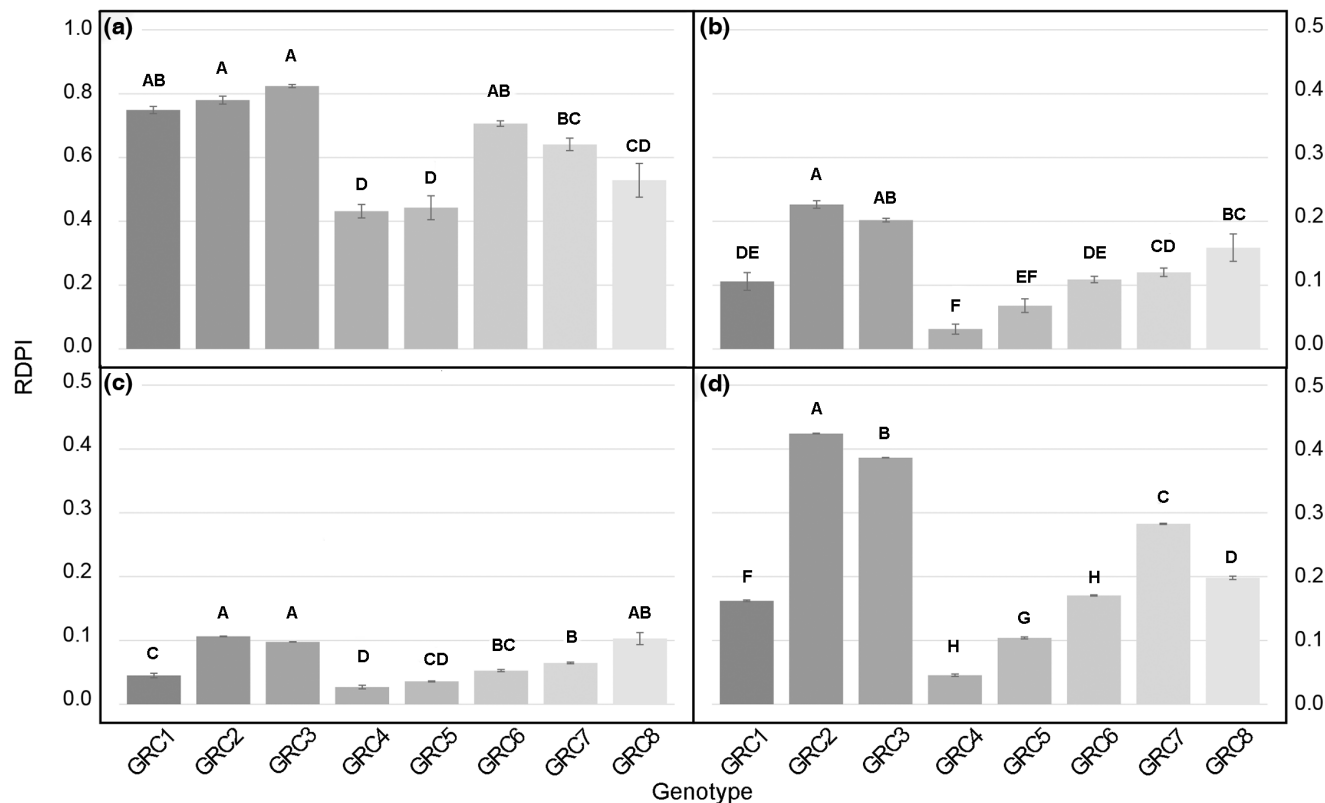 RDPI
(a)
1.0
0.8
0.6
0.4
0.2
0.0
AB
A
A
D
D
AB
BC
CD
(b)
0.5
0.4
0.3
0.2
0.1
0.0
DE
A
AB
F
EF
DE
CD
BC
(c)
0.5
0.4
0.3
0.2
0.1
0.0
C
A
A
D
CD
BC
B
AB
(d)
0.5
0.4
0.3
0.2
0.1
0.0
F
A
B
H
G
H
C
D
GRC1 GRC2 GRC3 GRC4 GRC5 GRC6 GRC7 GRC8
GRC1 GRC2 GRC3 GRC4 GRC5 GRC6 GRC7 GRC8
Genotype